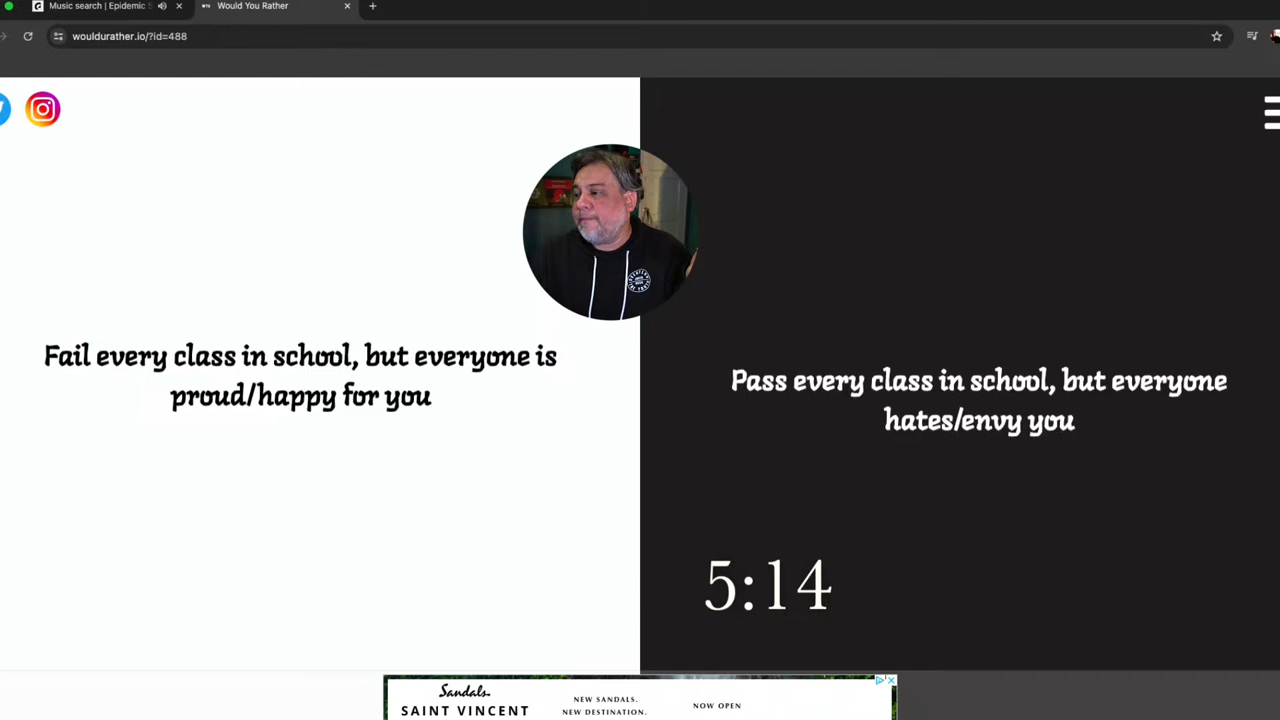 Music search | Epidemic S
Would You Rather
wouldurather.io/?id=488
Fail every class in school, but everyone is
proud/happy for you
Pass every class in school, but everyone
hates/envy you
5:14
Sandals
SAINT VINCENT
NEW SANDALS.
NEW DESTINATION.
NOW OPEN